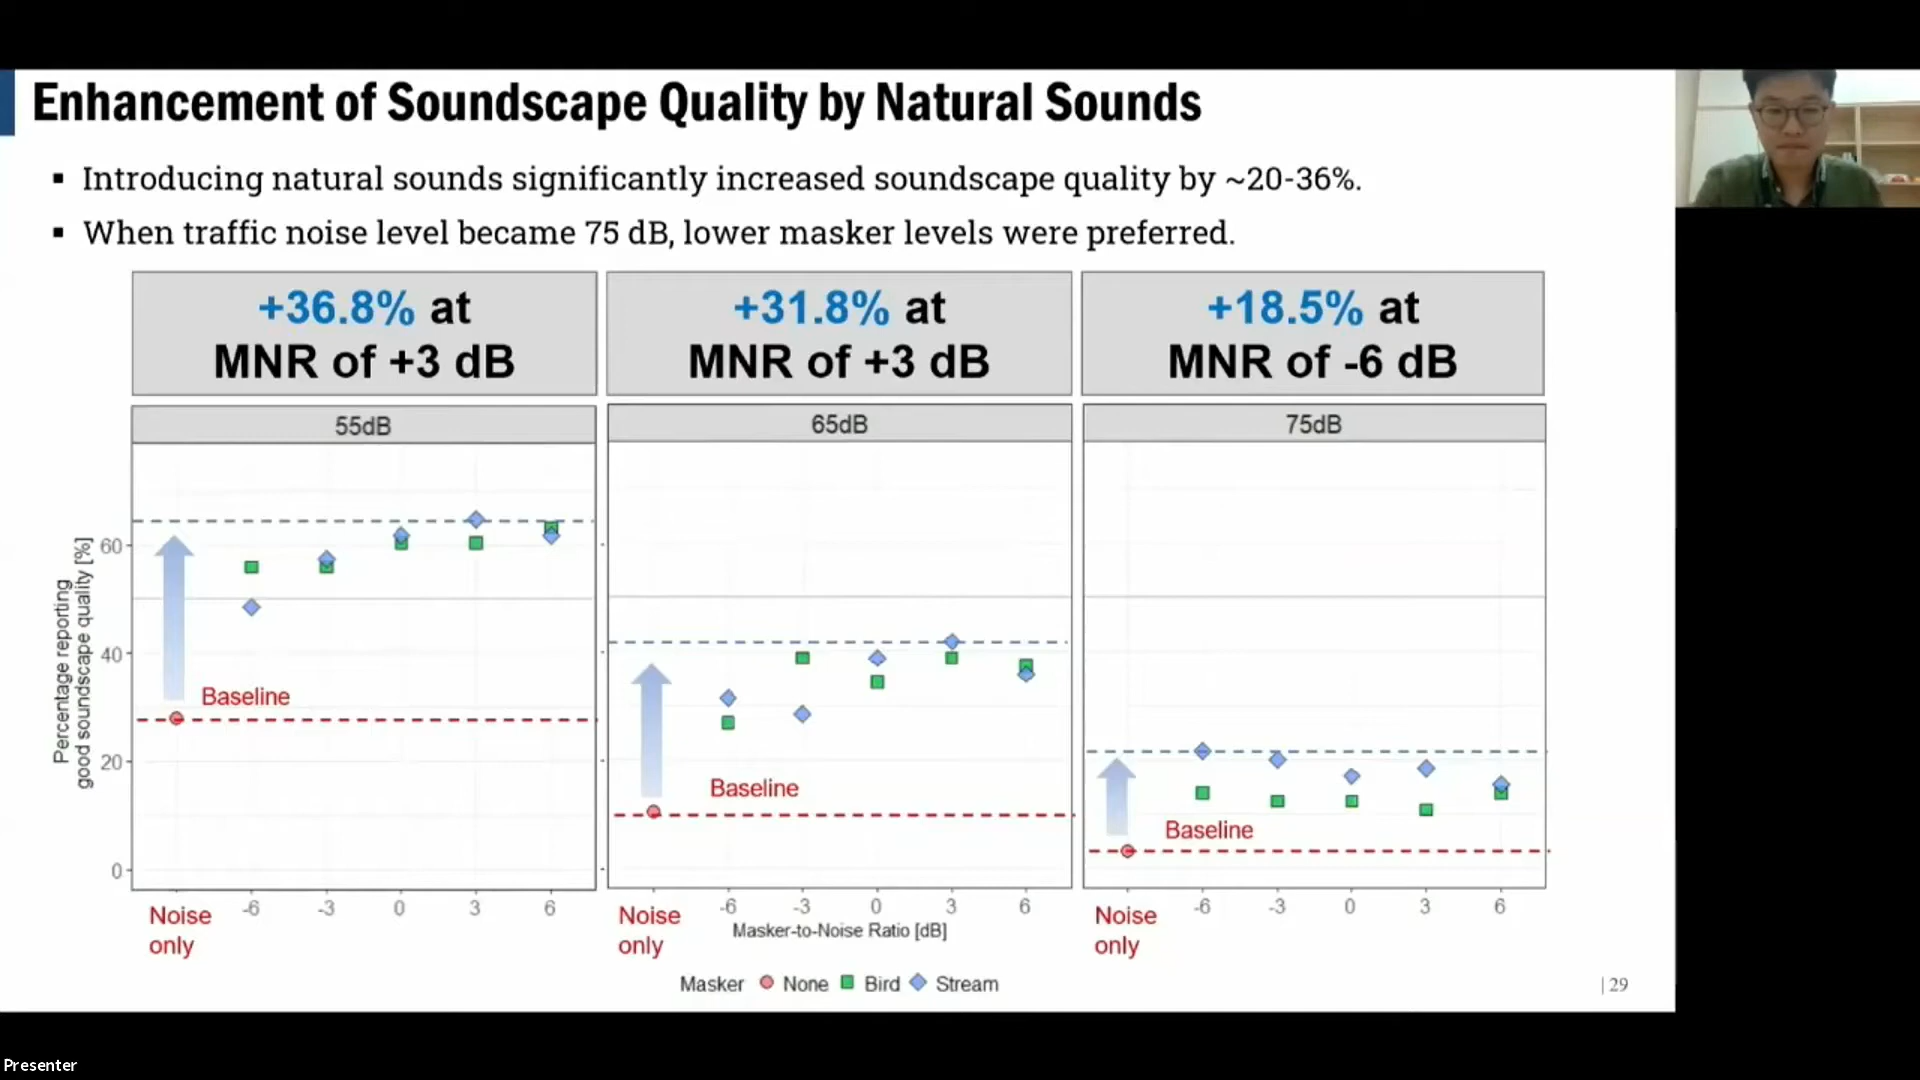 Enhancement of Soundscape Quality by Natural Sounds
▪ Introducing natural sounds significantly increased soundscape quality by ~20-36%.
▪ When traffic noise level became 75 dB, lower masker levels were preferred.
+36.8% at
MNR of +3 dB
+31.8% at
MNR of +3 dB
+18.5% at
MNR of -6 dB
55dB
65dB
75dB
Percentage reporting
good soundscape quality [%]
60
40
20
0
Baseline
Baseline
Baseline
Noise
only
-6 -3 0 3 6
Noise
only
-6 -3 0 3 6
Noise
only
-6 -3 0 3 6
Masker-to-Noise Ratio [dB]
Masker None Bird Stream
| 29
Presenter